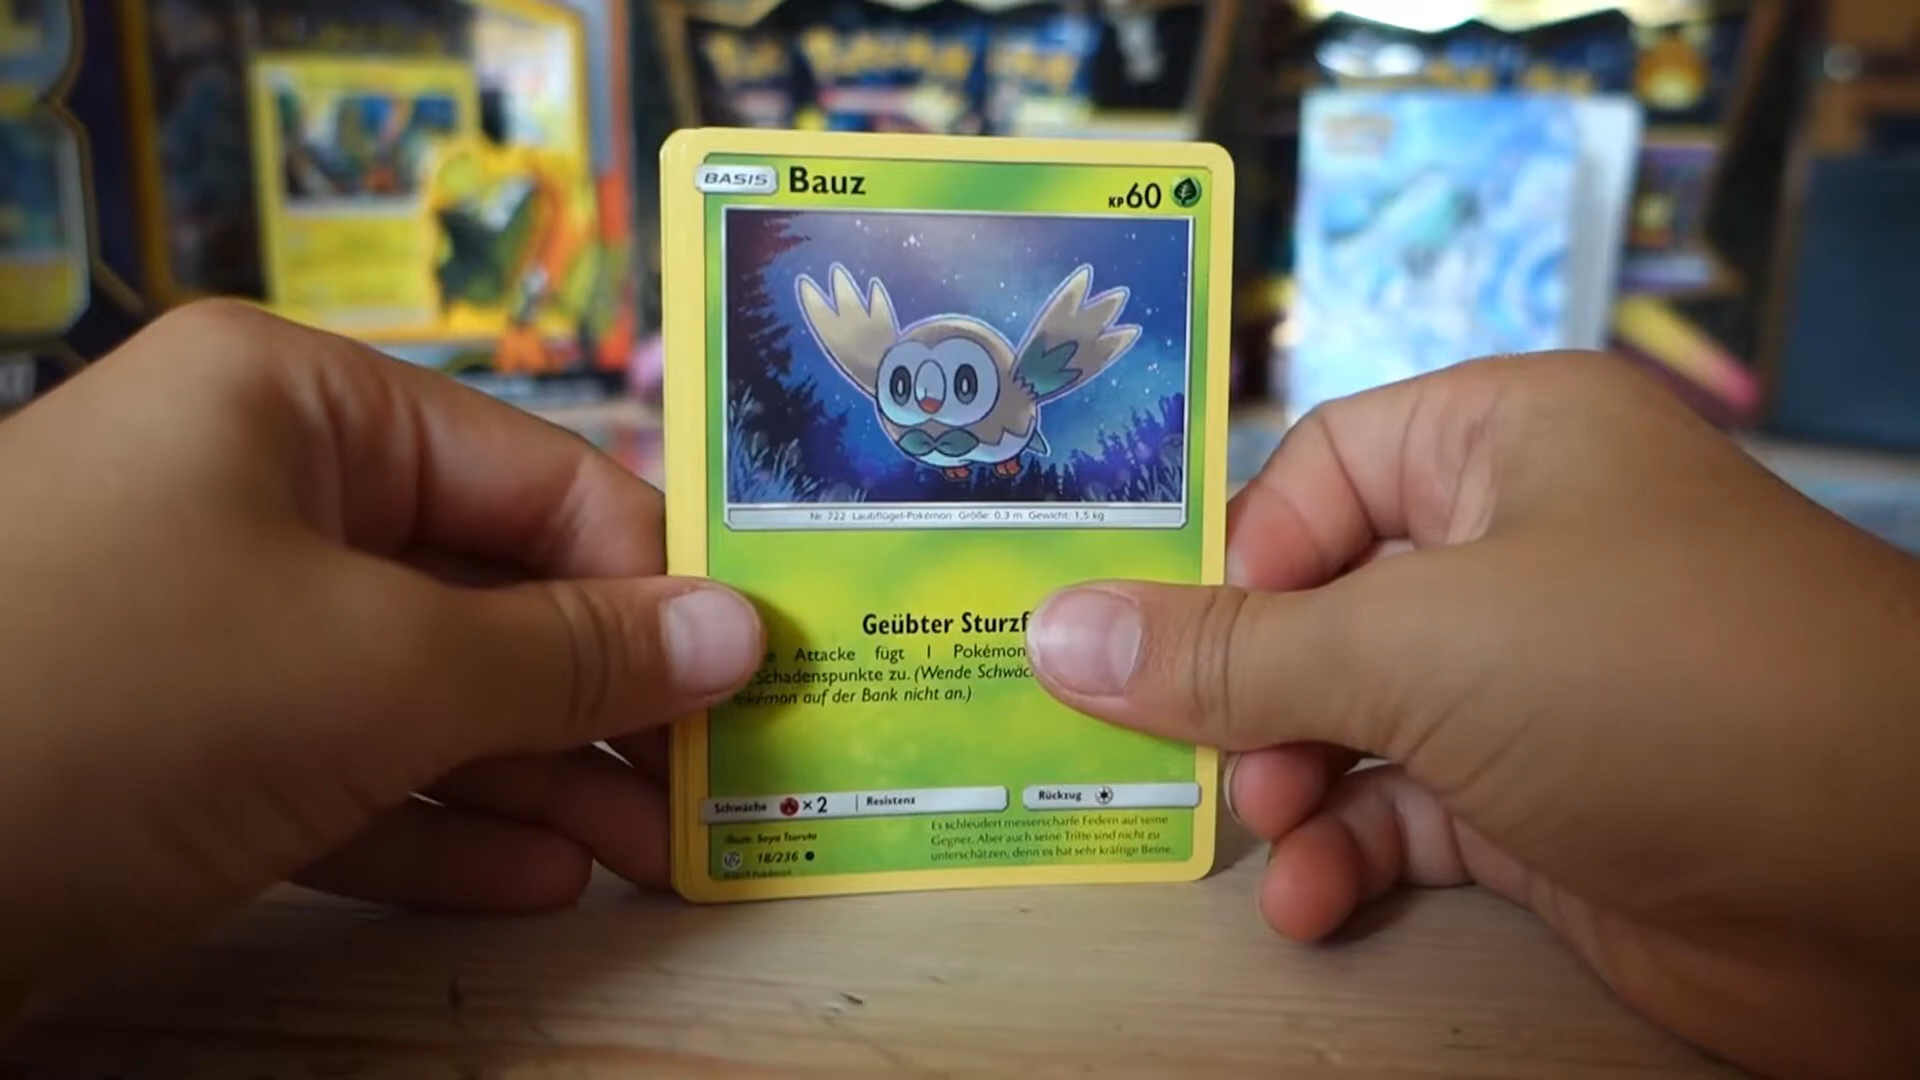 BASIS Bauz KP 60
Nr. 722 Laubflügel-Pokémon Größe: 0,3 m Gewicht: 1,5 kg
Geübter Sturzf
e Attacke fügt 1 Pokémon
Schadenspunkte zu. (Wende Schwäc
okémon auf der Bank nicht an.)
Schwäche ×2 Resistenz Rückzug
Illus. Saya Tsuruta
18/236
Es schleudert messerscharfe Federn auf seine
Gegner. Aber auch seine Tritte sind nicht zu
unterschätzen, denn es hat sehr kräftige Beine.